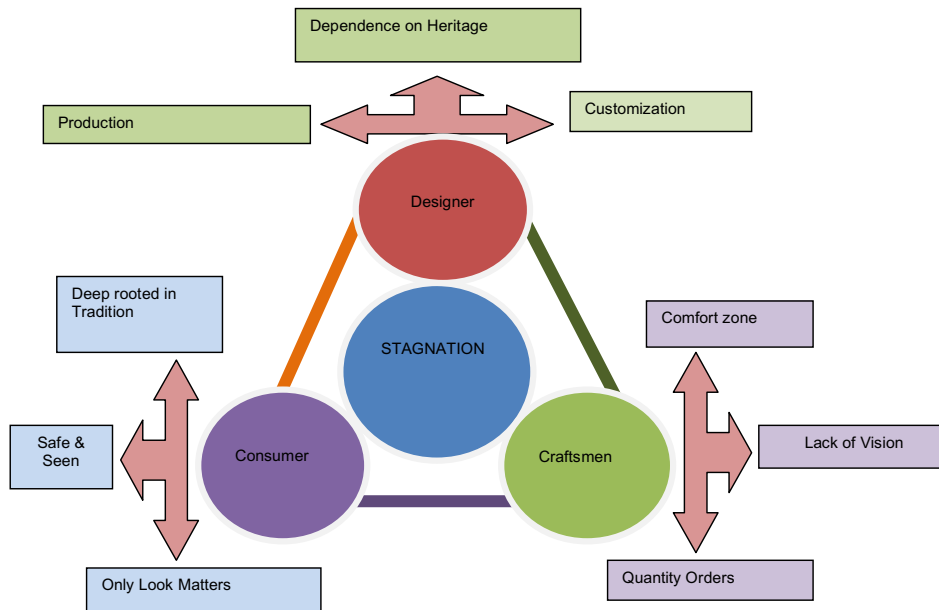 Dependence on Heritage
Production
Customization
Designer
Deep rooted in
Tradition
Comfort zone
STAGNATION
Safe &
Seen
Consumer
Craftsmen
Lack of Vision
Only Look Matters
Quantity Orders